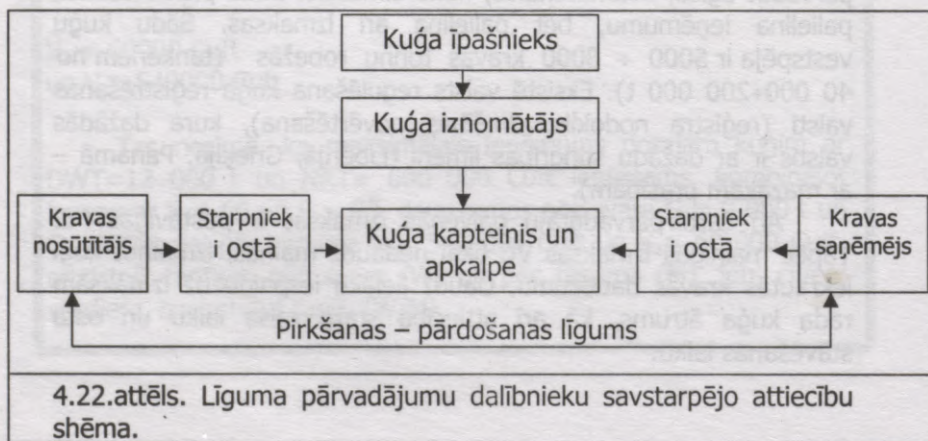 Kuģa īpašnieks
Kuģa iznomātājs
Kravas
nosūtītājs
Starpniek
i ostā
Kuģa kapteinis un
apkalpe
Starpniek
i ostā
Kravas
saņēmējs
Pirkšanas – pārdošanas līgums
4.22.attēls. Līguma pārvadājumu dalībnieku savstarpējo attiecību
shēma.